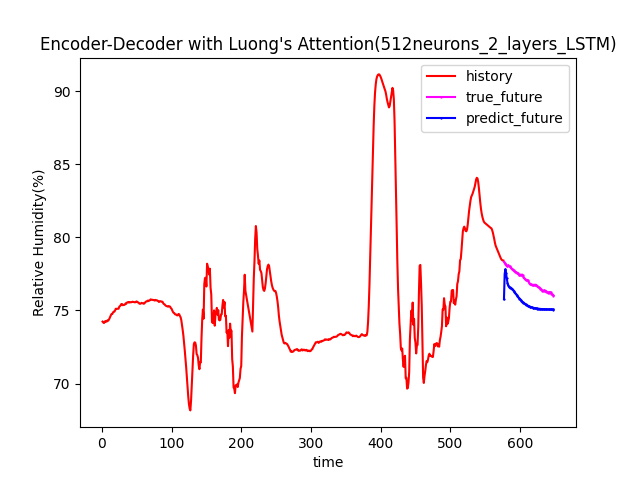 Encoder-Decoder with Luong's Attention(512neurons_2_layers_LSTM)
history
true_future
predict_future
Relative Humidity(%)
90
85
80
75
70
0 100 200 300 400 500 600
time